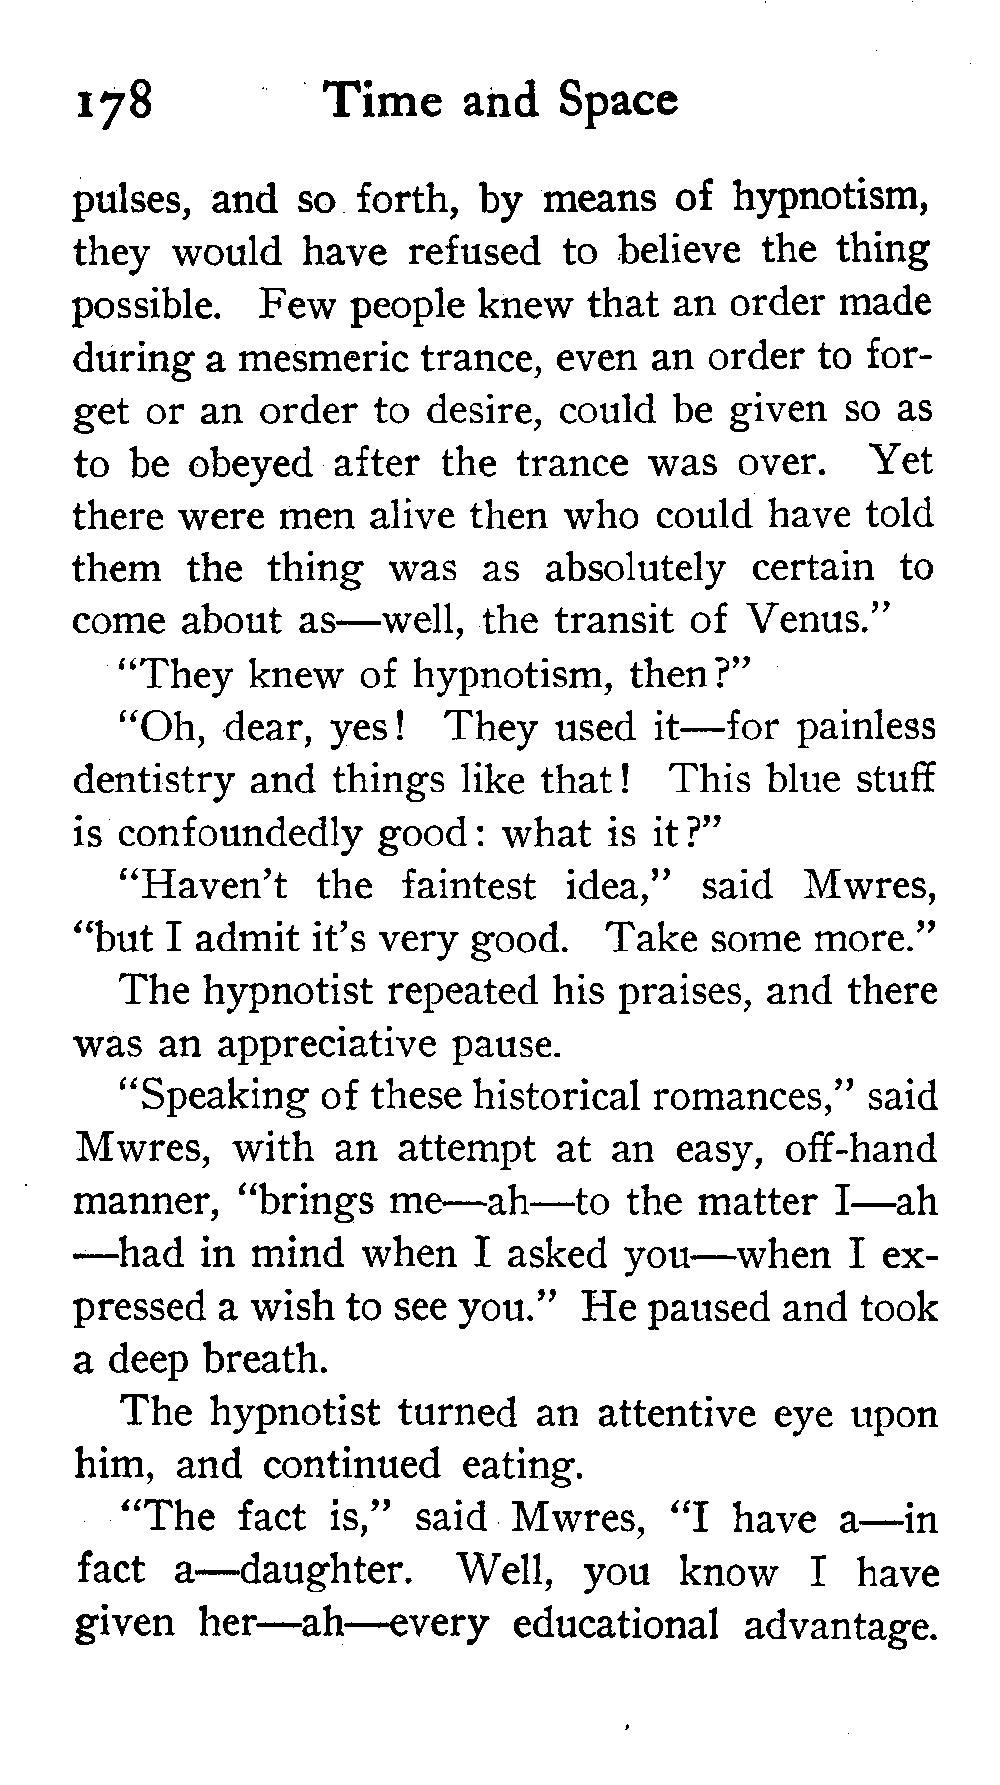 178 Time and Space
pulses, and so forth, by means of hypnotism,
they would have refused to believe the thing
possible. Few people knew that an order made
during a mesmeric trance, even an order to for-
get or an order to desire, could be given so as
to be obeyed after the trance was over. Yet
there were men alive then who could have told
them the thing was as absolutely certain to
come about as—well, the transit of Venus.”
“They knew of hypnotism, then?”
“Oh, dear, yes! They used it—for painless
dentistry and things like that! This blue stuff
is confoundedly good: what is it?”
“Haven’t the faintest idea,” said Mwres,
“but I admit it’s very good. Take some more.”
The hypnotist repeated his praises, and there
was an appreciative pause.
“Speaking of these historical romances,” said
Mwres, with an attempt at an easy, off-hand
manner, “brings me—ah—to the matter I—ah
—had in mind when I asked you—when I ex-
pressed a wish to see you.” He paused and took
a deep breath.
The hypnotist turned an attentive eye upon
him, and continued eating.
“The fact is,” said Mwres, “I have a—in
fact a—daughter. Well, you know I have
given her—ah—every educational advantage.